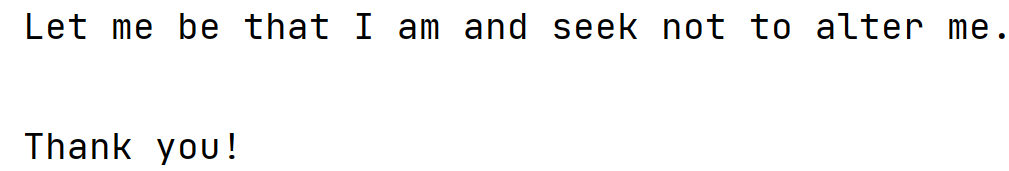 Let me be that I am and seek not to alter me.
Thank you!